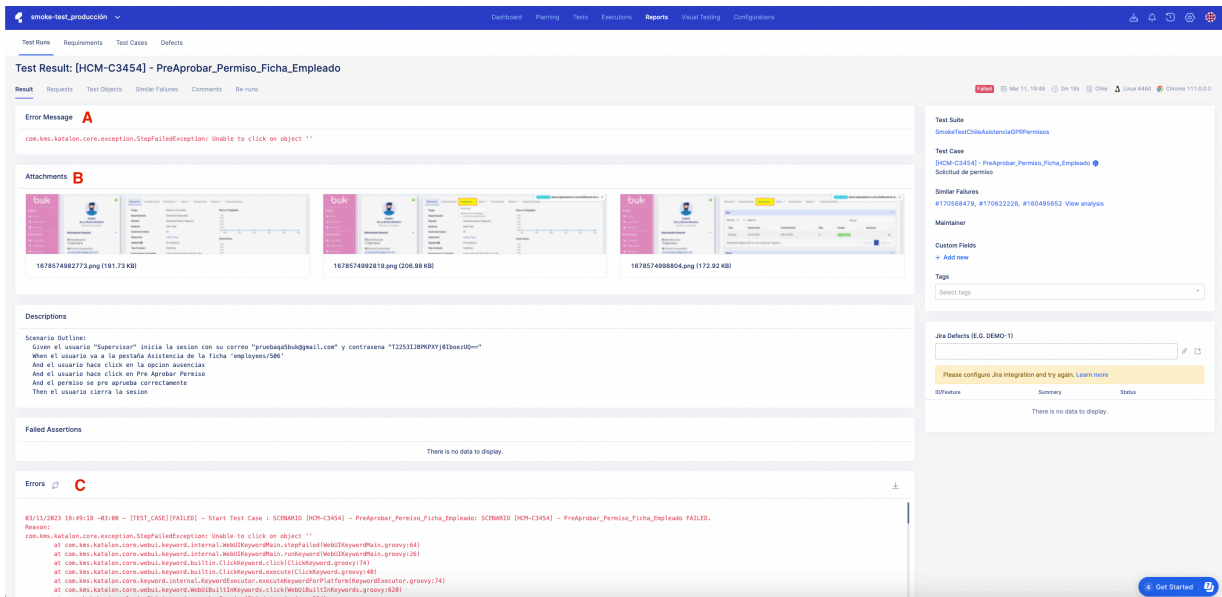 smoke-test_producción
Dashboard Planning Tests Executions Reports Visual Testing Configurations
Test Runs Requirements Test Cases Defects
Test Result: [HCM-C3454] - PreAprobar_Permiso_Ficha_Empleado
Result Requests Test Objects Similar Failures Comments Re-runs
Failed Mar 11, 19:49 2m 18s Chile Linux 64bit Chrome 111.0.0.0
Error Message A
com.kms.katalon.core.exception.StepFailedException: Unable to click on object ''
Attachments B
buk
buk
buk
1678574982773.png (191.73 KB)
1678574992819.png (206.98 KB)
1678574998804.png (172.92 KB)
Descriptions
Scenario Outline:
Given el usuario "Supervisor" inicia la sesion con su correo "pruebaqa5buk@gmail.com" y contrasena "T2253IJBPKPXYj0IboezUQ=="
When el usuario va a la pestaña Asistencia de la ficha 'employees/506'
And el usuario hace click en la opcion ausencias
And el usuario hace click en Pre Aprobar Permiso
And el permiso se pre aprueba correctamente
Then el usuario cierra la sesion
Failed Assertions
There is no data to display.
Errors C
03/11/2023 19:49:18 -03:00 - [TEST_CASE][FAILED] - Start Test Case : SCENARIO [HCM-C3454] - PreAprobar_Permiso_Ficha_Empleado: SCENARIO [HCM-C3454] - PreAprobar_Permiso_Ficha_Empleado FAILED.
Reason:
com.kms.katalon.core.exception.StepFailedException: Unable to click on object ''
at com.kms.katalon.core.webui.keyword.internal.WebUIKeywordMain.stepFailed(WebUIKeywordMain.groovy:64)
at com.kms.katalon.core.webui.keyword.internal.WebUIKeywordMain.runKeyword(WebUIKeywordMain.groovy:26)
at com.kms.katalon.core.webui.keyword.builtin.ClickKeyword.click(ClickKeyword.groovy:74)
at com.kms.katalon.core.webui.keyword.builtin.ClickKeyword.execute(ClickKeyword.groovy:40)
at com.kms.katalon.core.keyword.internal.KeywordExecutor.executeKeywordForPlatform(KeywordExecutor.groovy:74)
at com.kms.katalon.core.webui.keyword.WebUiBuiltInKeywords.click(WebUiBuiltInKeywords.groovy:620)
Test Suite
SmokeTestChileAsistenciaGPRPermisos
Test Case
[HCM-C3454] - PreAprobar_Permiso_Ficha_Empleado
Solicitud de permiso
Similar Failures
#170568479, #170622228, #160495652 View analysis
Maintainer
Custom Fields
+ Add new
Tags
Select tags
Jira Defects (E.G. DEMO-1)
Please configure Jira integration and try again. Learn more
ID/Feature Summary Status
There is no data to display.
4 Get Started